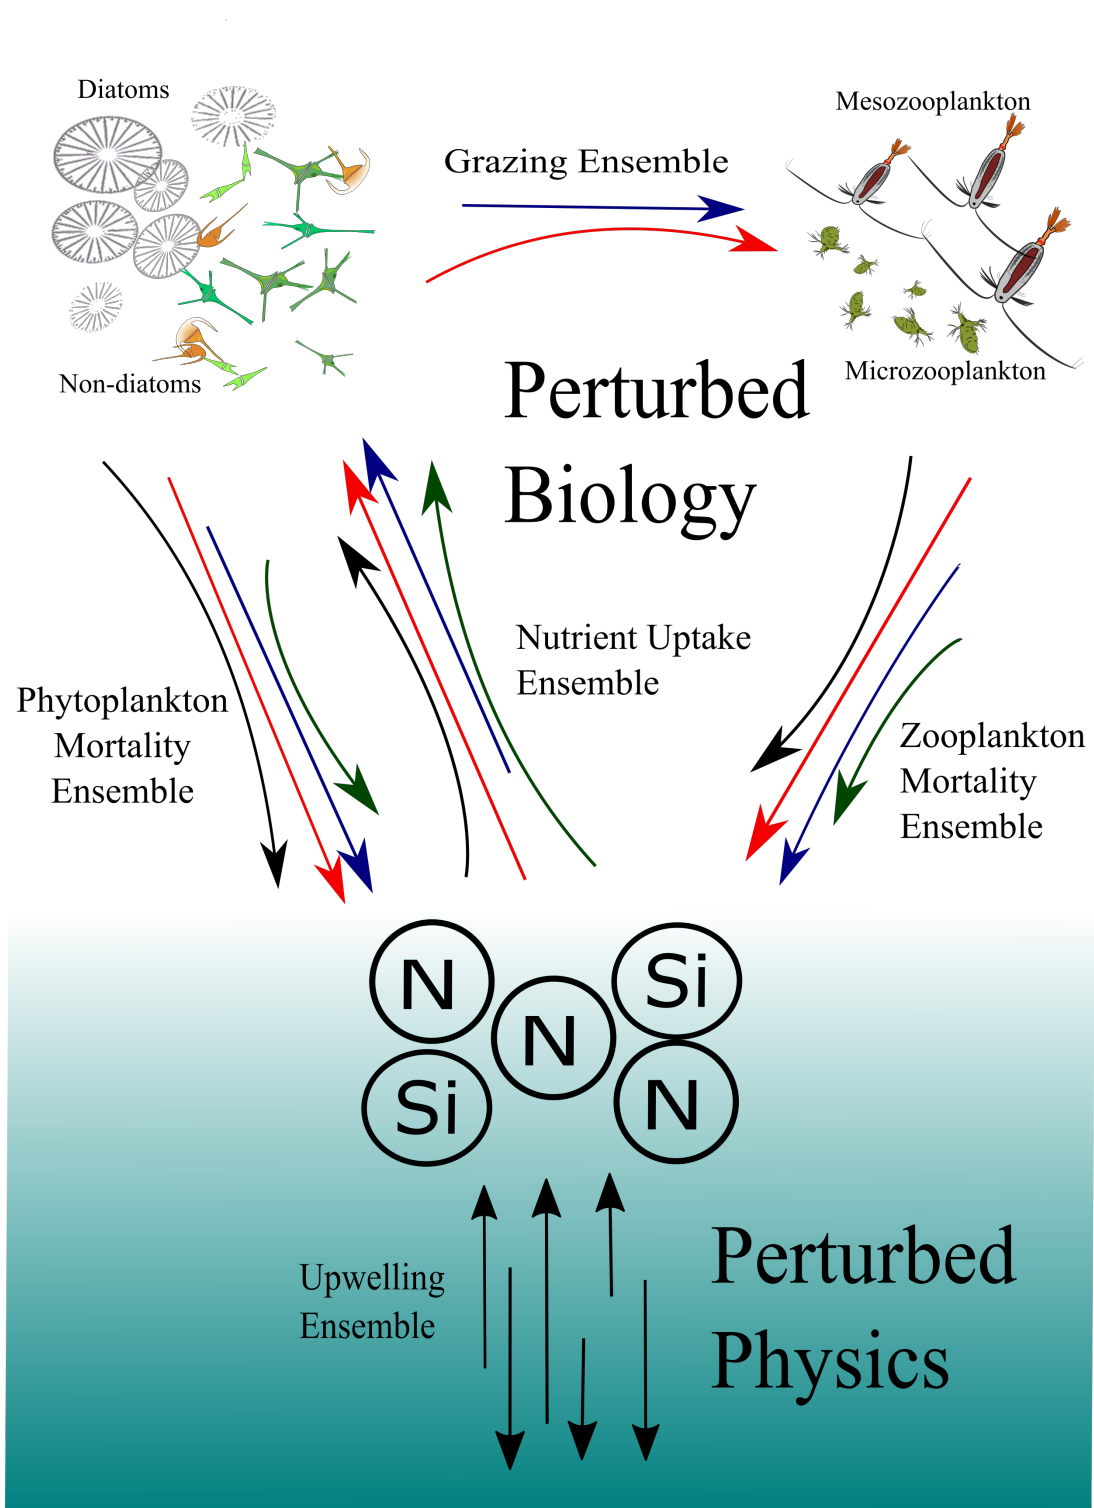 Diatoms
Mesozooplankton
Grazing Ensemble
Non-diatoms
Microzooplankton
Perturbed
Biology
Nutrient Uptake
Ensemble
Phytoplankton
Mortality
Ensemble
Zooplankton
Mortality
Ensemble
N
Si
N
Si
N
Perturbed
Physics
Upwelling
Ensemble